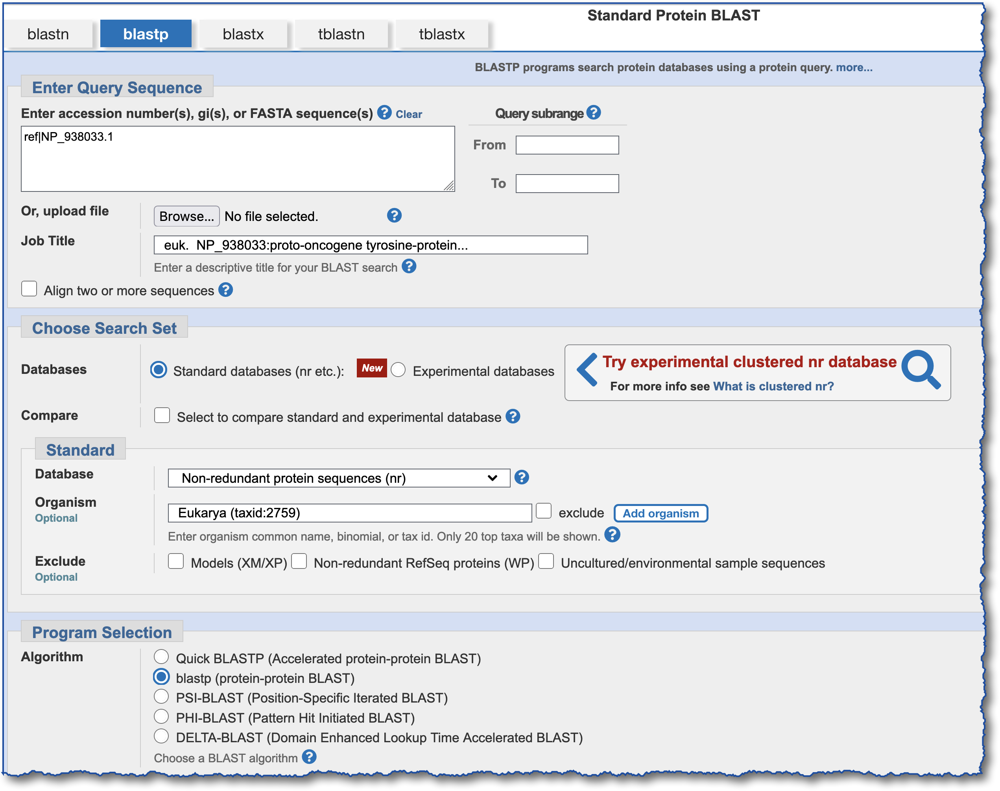 Standard Protein BLAST
blastn blastp blastx tblastn tblastx
BLASTP programs search protein databases using a protein query. more...
Enter Query Sequence
Enter accession number(s), gi(s), or FASTA sequence(s) ? Clear
Query subrange ?
ref|NP_938033.1
From
To
Or, upload file
Browse... No file selected. ?
Job Title
euk. NP_938033:proto-oncogene tyrosine-protein...
Enter a descriptive title for your BLAST search ?
Align two or more sequences ?
Choose Search Set
Databases
Standard databases (nr etc.): New Experimental databases
Try experimental clustered nr database
For more info see What is clustered nr?
Compare
Select to compare standard and experimental database ?
Standard
Database
Non-redundant protein sequences (nr) ?
Organism
Optional
Eukarya (taxid:2759) exclude Add organism
Enter organism common name, binomial, or tax id. Only 20 top taxa will be shown. ?
Exclude
Optional
Models (XM/XP) Non-redundant RefSeq proteins (WP) Uncultured/environmental sample sequences
Program Selection
Algorithm
Quick BLASTP (Accelerated protein-protein BLAST)
blastp (protein-protein BLAST)
PSI-BLAST (Position-Specific Iterated BLAST)
PHI-BLAST (Pattern Hit Initiated BLAST)
DELTA-BLAST (Domain Enhanced Lookup Time Accelerated BLAST)
Choose a BLAST algorithm ?